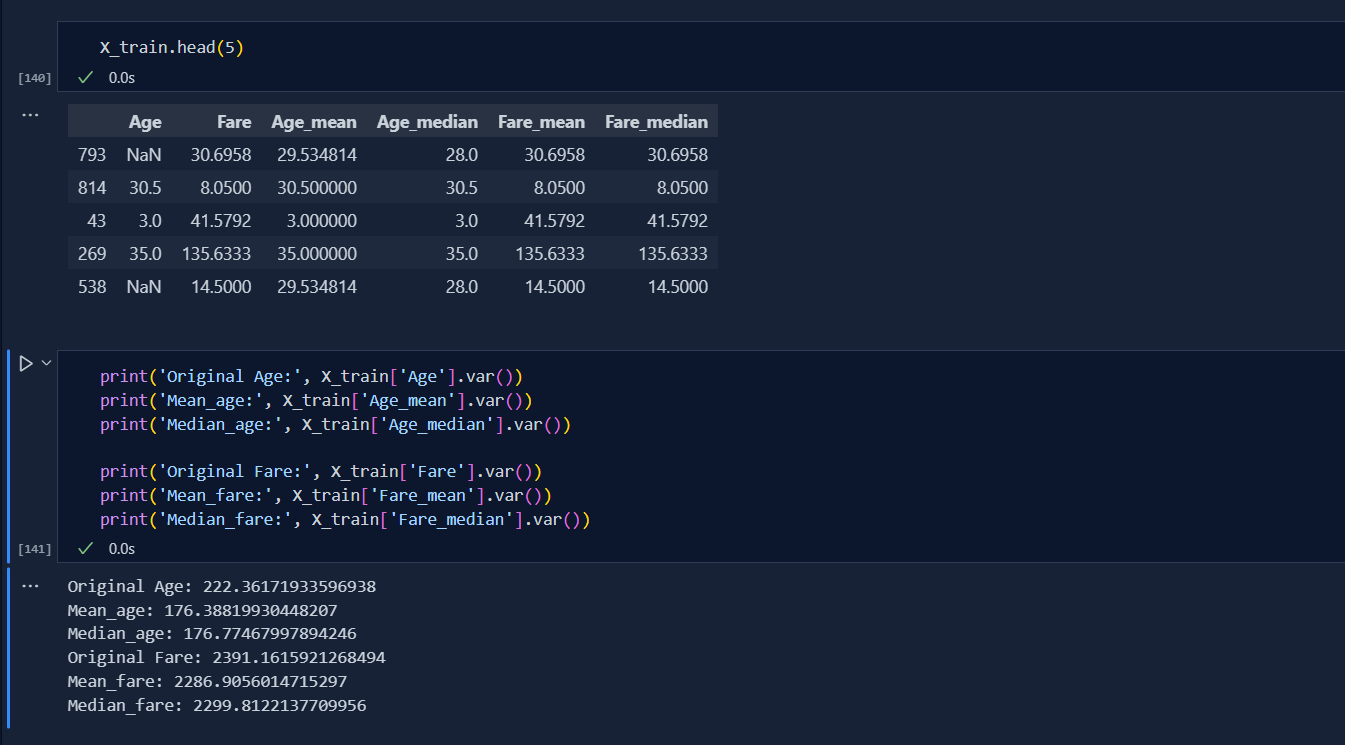 X_train.head(5)
[140]
0.0s
...
Age Fare Age_mean Age_median Fare_mean Fare_median
793 NaN 30.6958 29.534814 28.0 30.6958 30.6958
814 30.5 8.0500 30.500000 30.5 8.0500 8.0500
43 3.0 41.5792 3.000000 3.0 41.5792 41.5792
269 35.0 135.6333 35.000000 35.0 135.6333 135.6333
538 NaN 14.5000 29.534814 28.0 14.5000 14.5000
print('Original Age:', X_train['Age'].var())
print('Mean_age:', X_train['Age_mean'].var())
print('Median_age:', X_train['Age_median'].var())
print('Original Fare:', X_train['Fare'].var())
print('Mean_fare:', X_train['Fare_mean'].var())
print('Median_fare:', X_train['Fare_median'].var())
[141]
0.0s
...
Original Age: 222.36171933596938
Mean_age: 176.38819930448207
Median_age: 176.77467997894246
Original Fare: 2391.1615921268494
Mean_fare: 2286.9056014715297
Median_fare: 2299.8122137709956